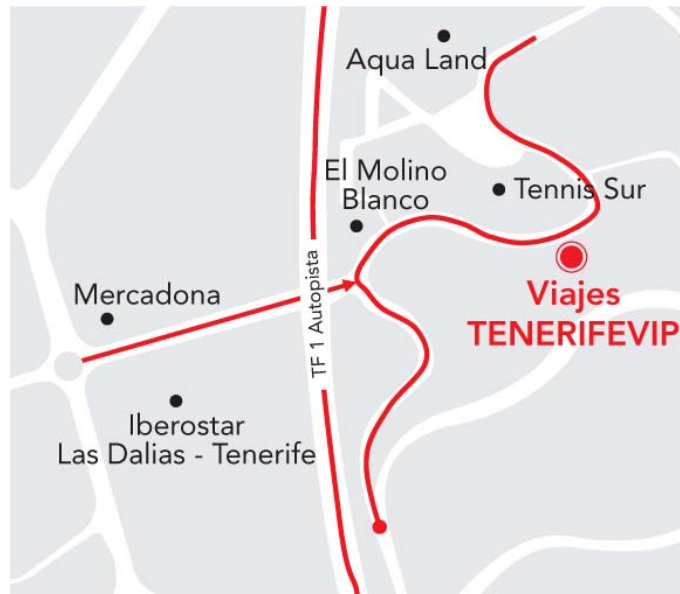 Aqua Land
El Molino
Blanco
Tennis Sur
TF 1 Autopista
Mercadona
Viajes
TENERIFEVIP
Iberostar
Las Dalias - Tenerife